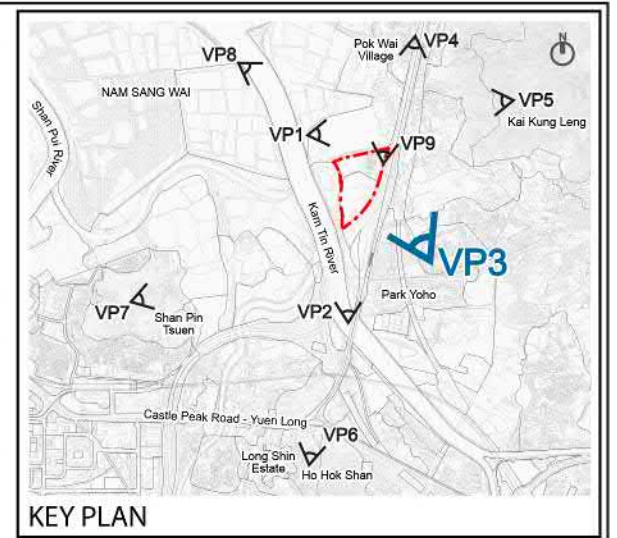 VP8
Pok Wai
Village
VP4
N
NAM SANG WAI
VP5
Kai Kung Leng
Shan Pui River
VP1
VP9
Kam Tin River
VP3
Park Yoho
VP7
Shan Pin
Tsuen
VP2
Castle Peak Road - Yuen Long
VP6
Long Shin
Estate
Ho Hok Shan
KEY PLAN